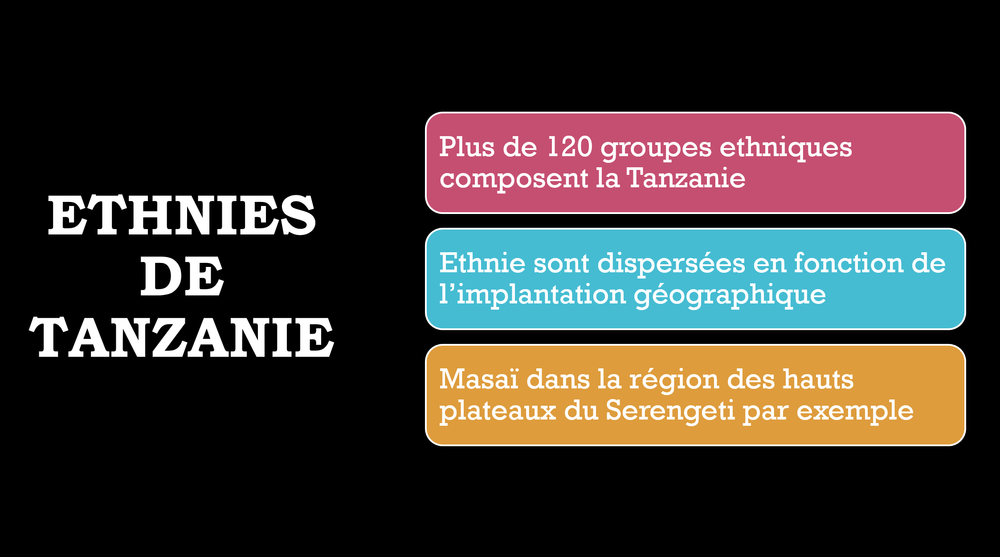 ETHNIES
DE
TANZANIE
Plus de 120 groupes ethniques
composent la Tanzanie
Ethnie sont dispersées en fonction de
l’implantation géographique
Masaï dans la région des hauts
plateaux du Serengeti par exemple